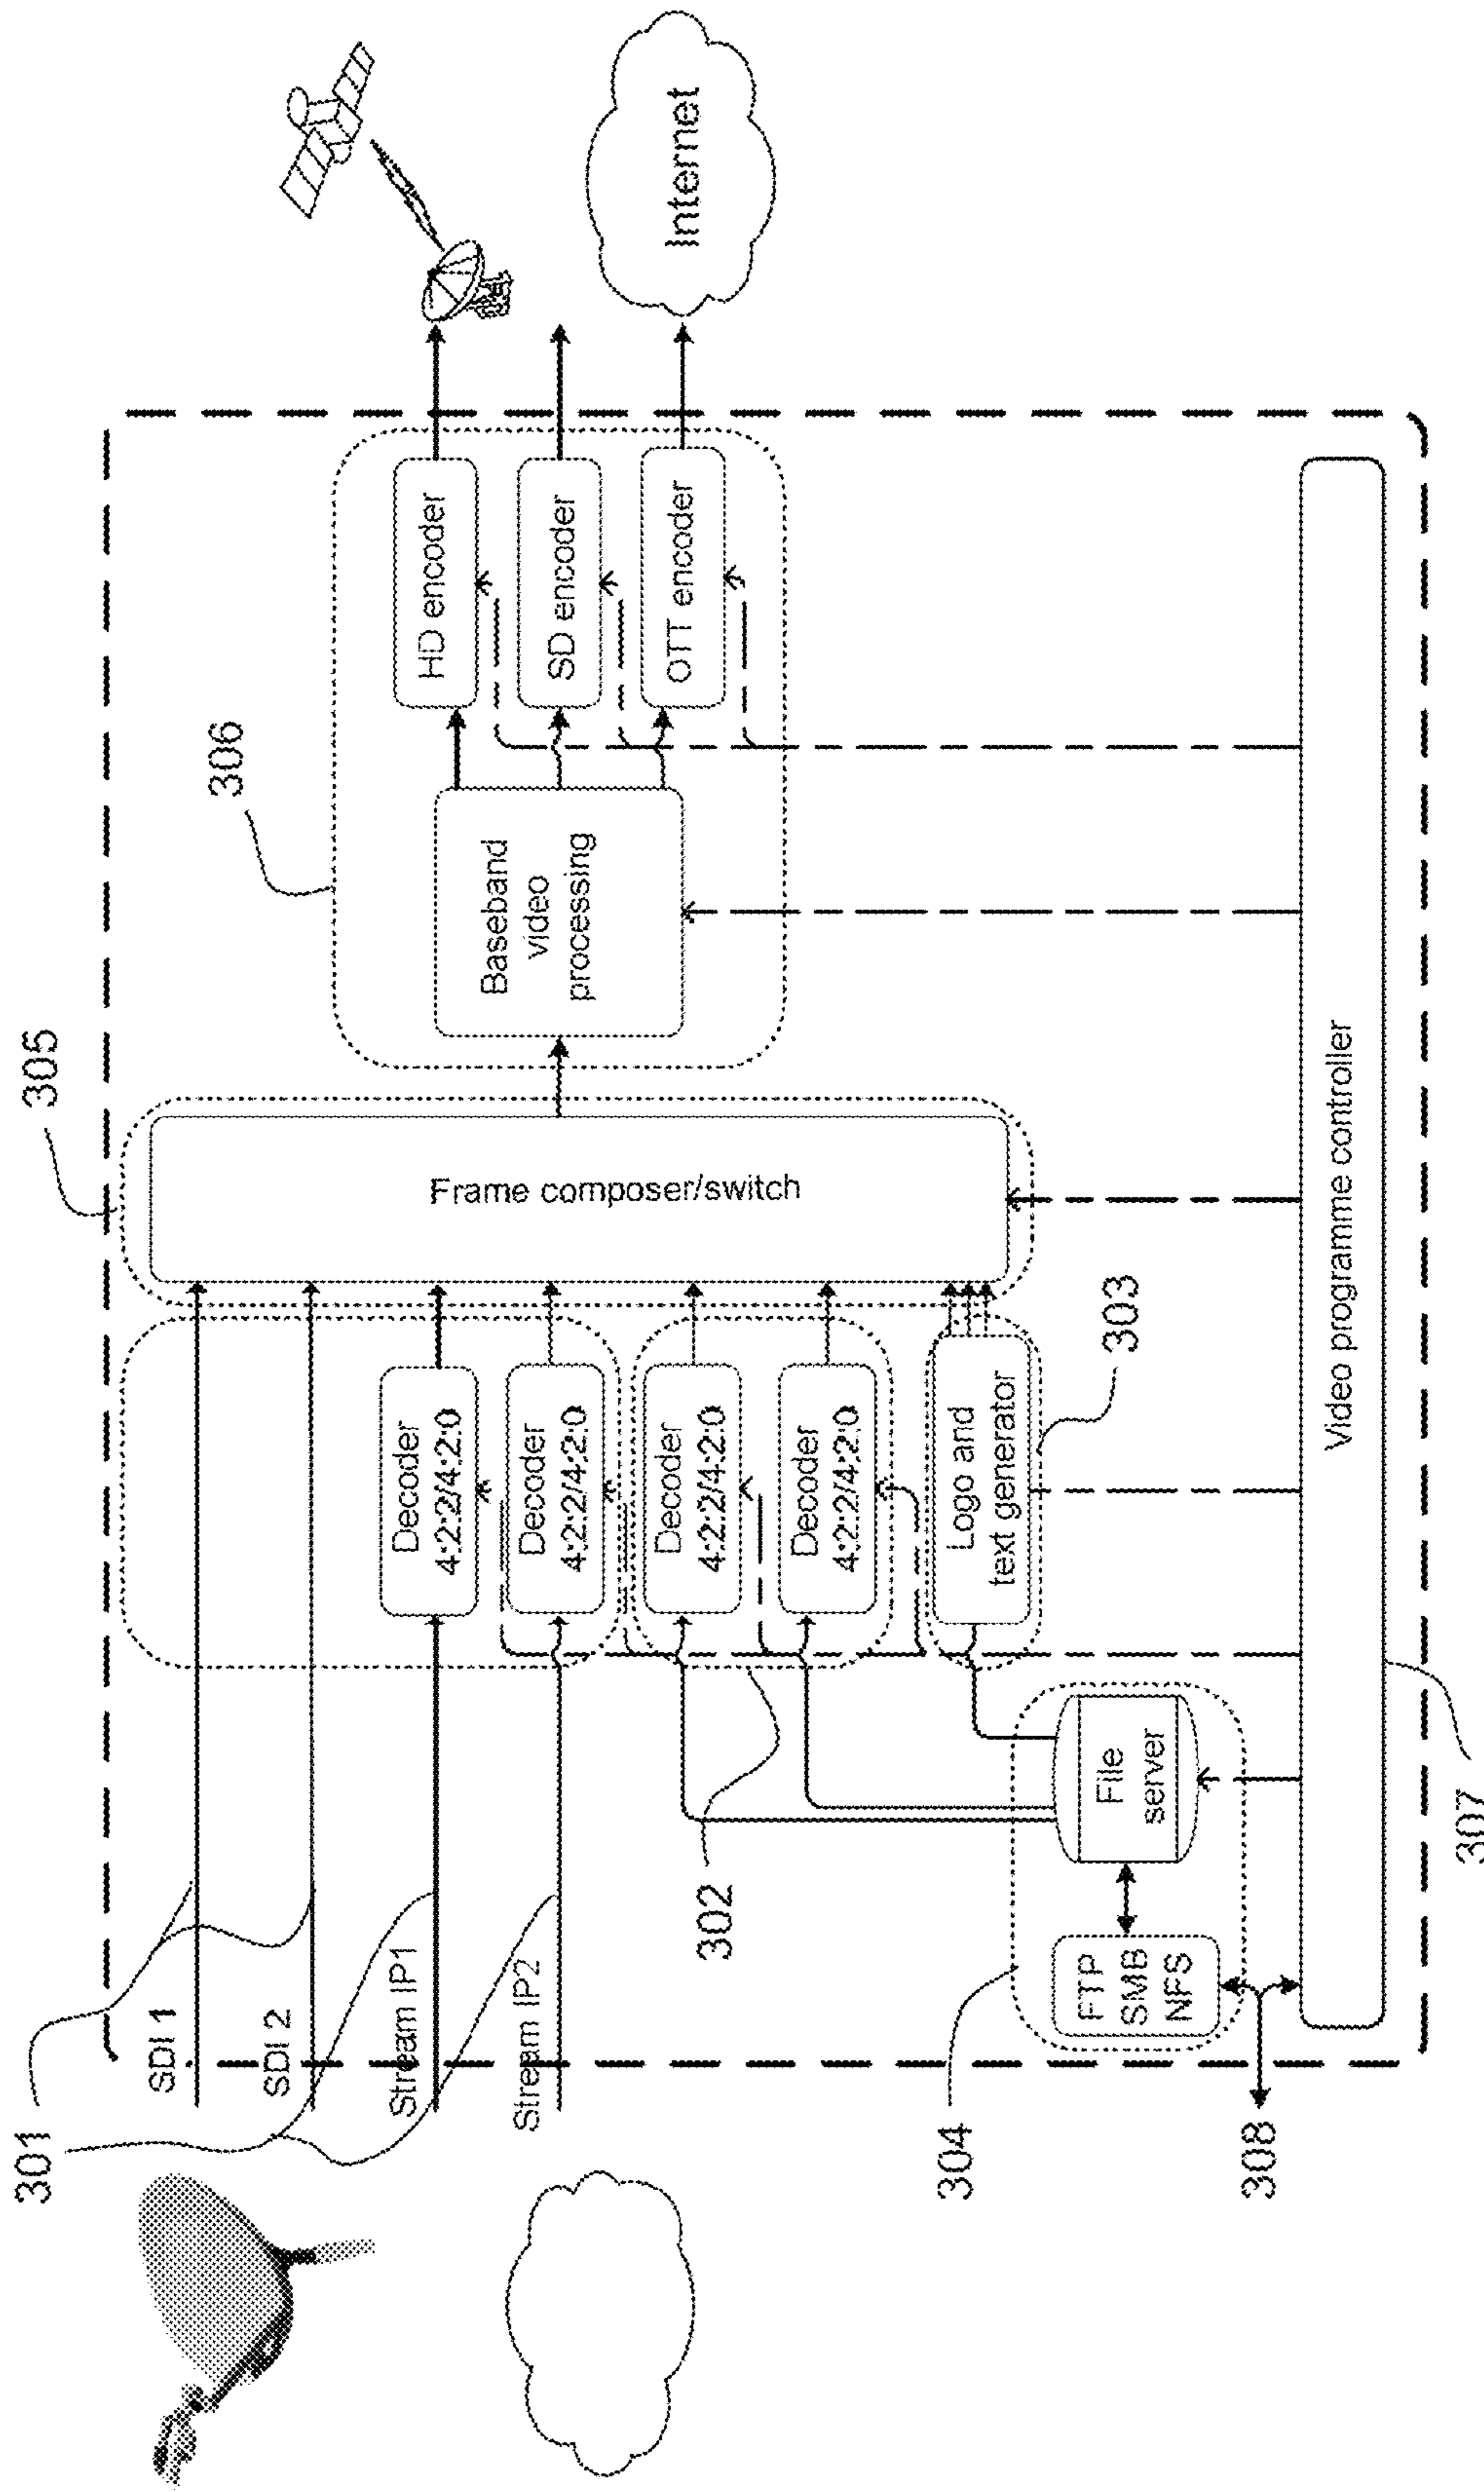 301
SDI 1
SDI 2
Stream IP1
Stream IP2
304
308
FTP
SMB
NFS
File
server
302
307
Decoder
4:2:2/4:2:0
Decoder
4:2:2/4:2:0
Decoder
4:2:2/4:2:0
Decoder
4:2:2/4:2:0
Logo and
text generator
303
305
Frame composer/switch
Video programme controller
306
Baseband
video
processing
HD encoder
SD encoder
OTT encoder
Internet